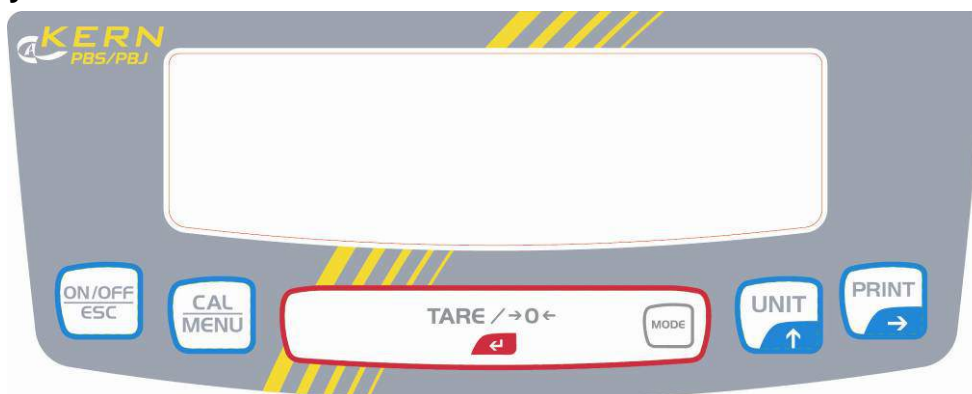 KERN
PBS/PBJ
ON/OFF
ESC
CAL
MENU
TARE / →0←
MODE
UNIT
PRINT